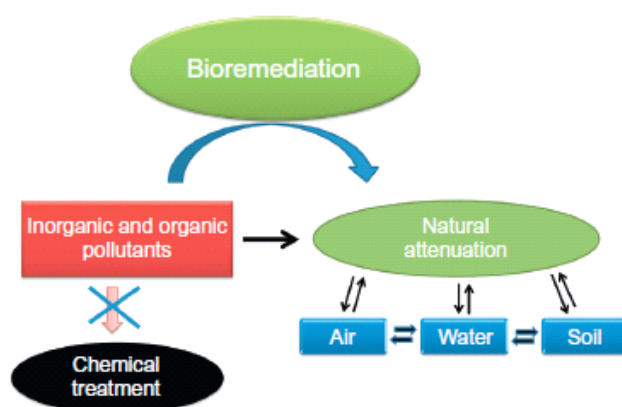 Bioremediation
Inorganic and organic
pollutants
Natural
attenuation
Air
Water
Soil
Chemical
treatment